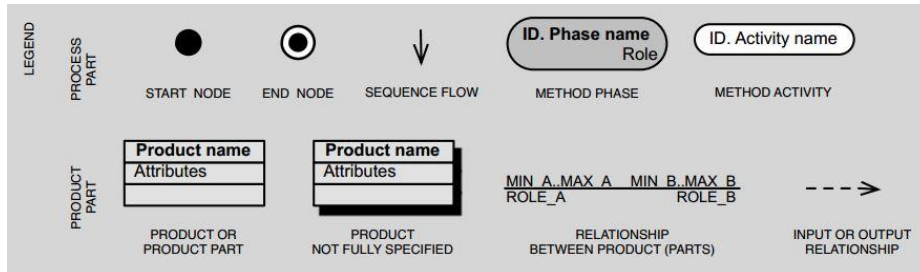 LEGEND
PROCESS
PART
ID. Phase name
Role
ID. Activity name
START NODE
END NODE
SEQUENCE FLOW
METHOD PHASE
METHOD ACTIVITY
PRODUCT
PART
Product name
Attributes
Product name
Attributes
MIN_A..MAX_A
MIN_B..MAX_B
ROLE_A
ROLE_B
PRODUCT OR
PRODUCT PART
PRODUCT
NOT FULLY SPECIFIED
RELATIONSHIP
BETWEEN PRODUCT (PARTS)
INPUT OR OUTPUT
RELATIONSHIP